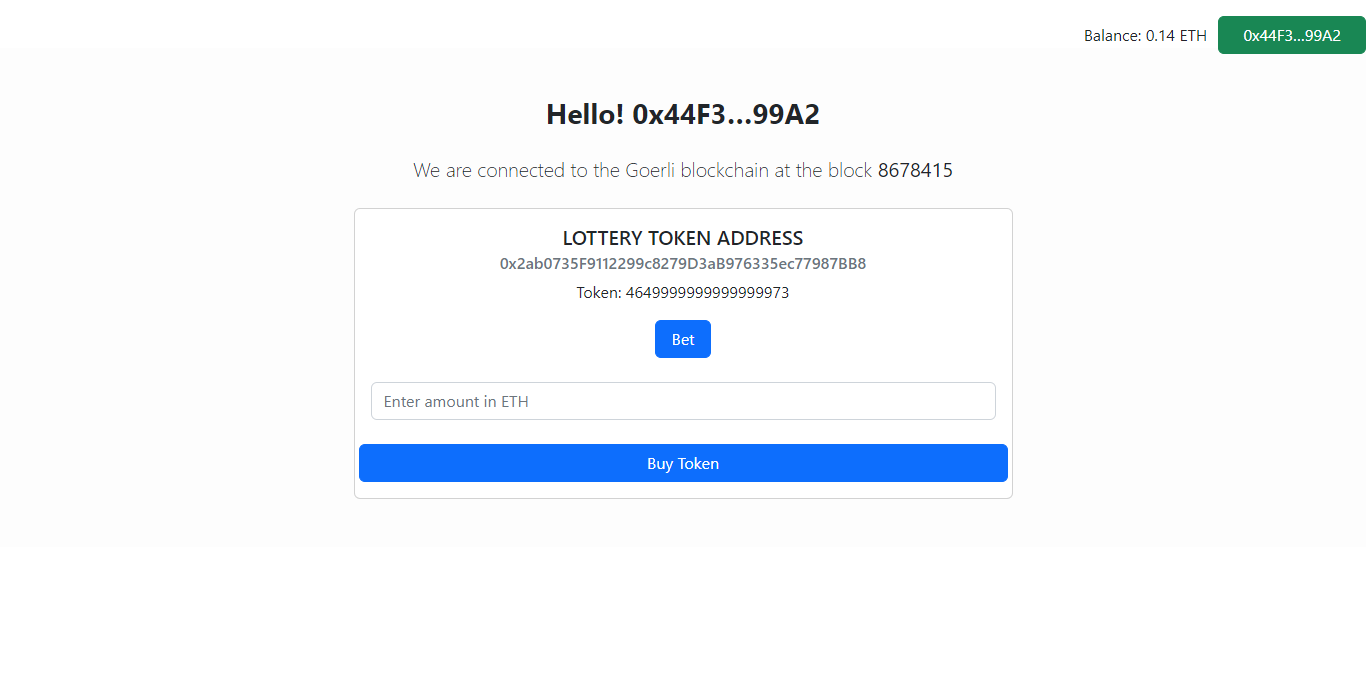 Balance: 0.14 ETH 0x44F3...99A2
Hello! 0x44F3...99A2
We are connected to the Goerli blockchain at the block 8678415
LOTTERY TOKEN ADDRESS
0x2ab0735F9112299c8279D3aB976335ec77987BB8
Token: 4649999999999999973
Bet
Enter amount in ETH
Buy Token